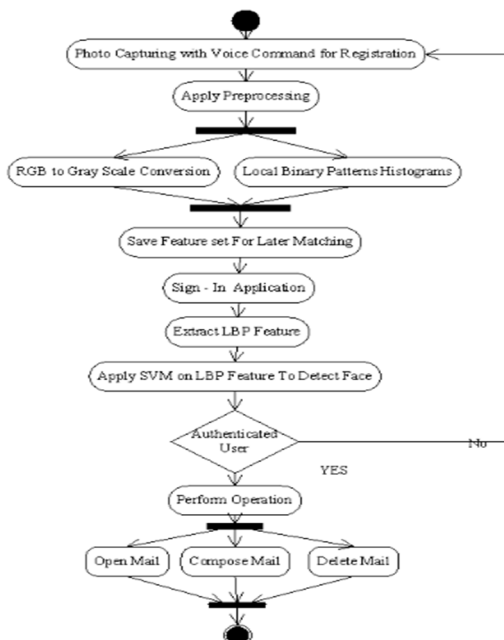 Photo Capturing with Voice Command for Registration
Apply Preprocessing
RGB to Gray Scale Conversion
Local Binary Patterns Histograms
Save Feature set For Later Matching
Sign - In Application
Extract LBP Feature
Apply SVM on LBP Feature To Detect Face
Authenticated
User
No
YES
Perform Operation
Open Mail
Compose Mail
Delete Mail